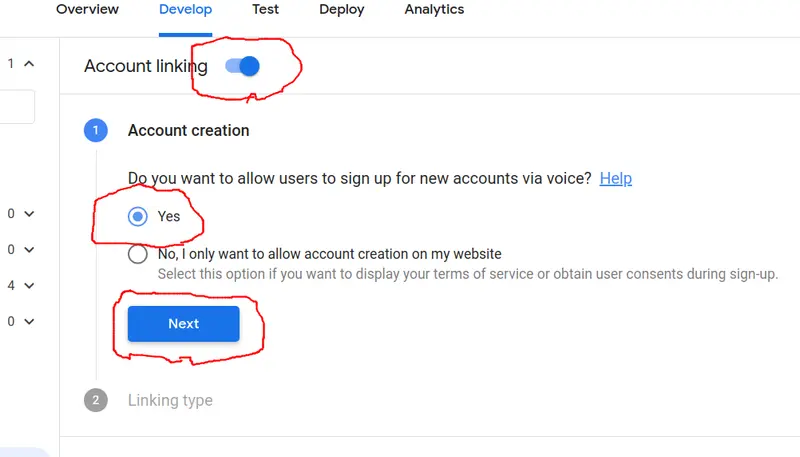 Overview Develop Test Deploy Analytics
1
Account linking
1 Account creation
Do you want to allow users to sign up for new accounts via voice? Help
0
Yes
0
No, I only want to allow account creation on my website
Select this option if you want to display your terms of service or obtain user consents during sign-up.
4
0
Next
2 Linking type